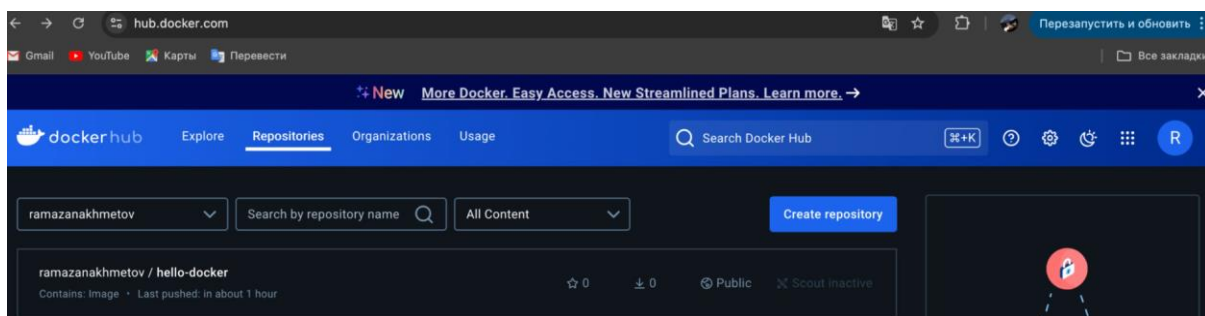 hub.docker.com Перезапустить и обновить
Gmail YouTube Карты Перевести Все закладки
New More Docker. Easy Access. New Streamlined Plans. Learn more. →
dockerhub Explore Repositories Organizations Usage Search Docker Hub ⌘+K R
ramazanakhmetov Search by repository name All Content Create repository
ramazanakhmetov / hello-docker 0 0 Public Scout inactive
Contains: Image • Last pushed: in about 1 hour